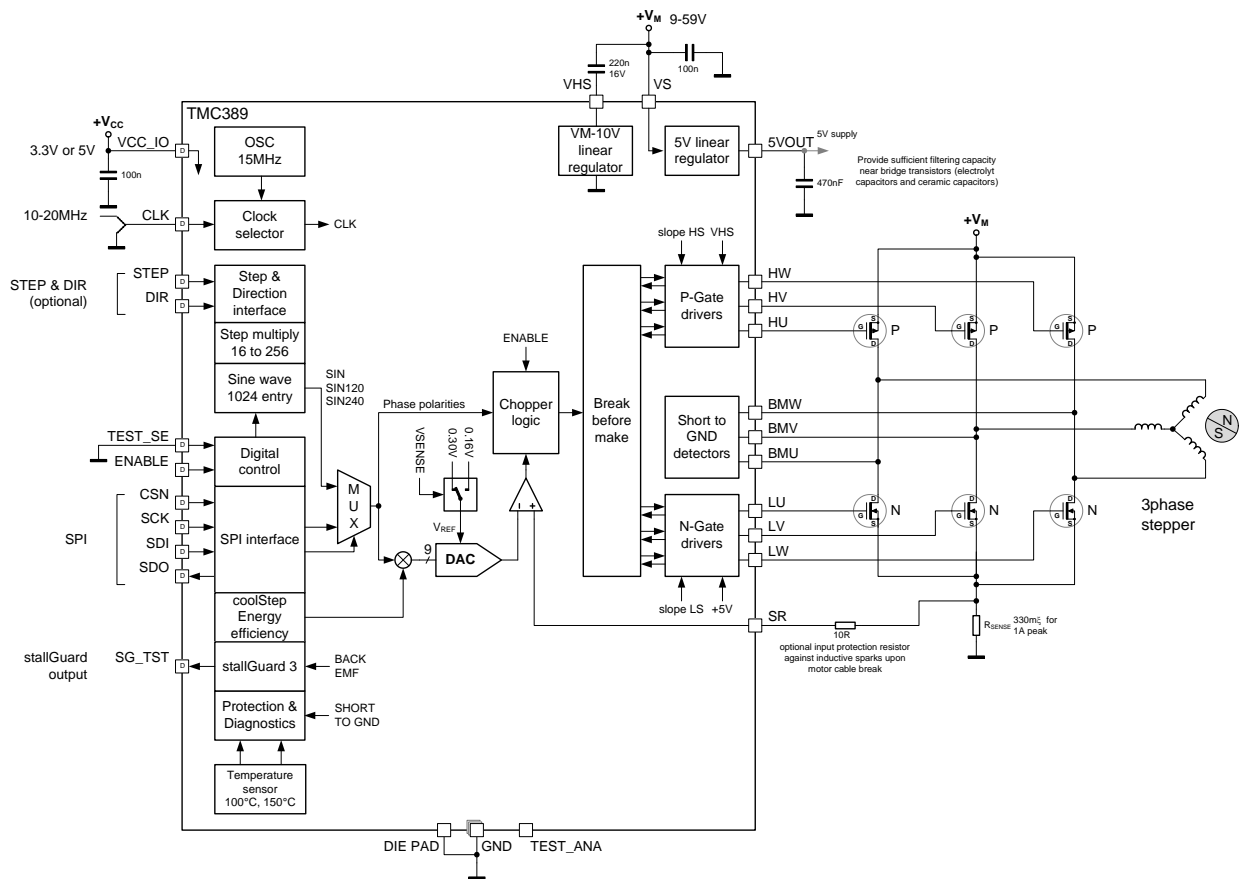 +VM 9-59V
220n
16V
100n
VHS
VS
TMC389
+VCC
VCC_IO
3.3V or 5V
D
100n
OSC
15MHz
VM-10V
linear
regulator
5V linear
regulator
5VOUT
5V supply
470nF
Provide sufficient filtering capacity
near bridge transistors (electrolyt
capacitors and ceramic capacitors)
10-20MHz
CLK
D
Clock
selector
CLK
+VM
slope HS
VHS
STEP & DIR
(optional)
STEP
D
DIR
D
Step &
Direction
interface
Step multiply
16 to 256
Sine wave
1024 entry
SIN
SIN120
SIN240
P-Gate
drivers
HW
HV
HU
G
S
D
P
G
S
D
P
G
S
D
P
ENABLE
Phase polarities
Chopper
logic
Break
before
make
Short to
GND
detectors
BMW
BMV
BMU
N
S
3phase
stepper
TEST_SE
D
ENABLE
D
Digital
control
VSENSE
0.30V
0.16V
VREF
SPI
CSN
D
SCK
D
SDI
D
SDO
D
SPI interface
M
U
X
9
DAC
N-Gate
drivers
LU
LV
LW
G
D
S
N
G
D
S
N
G
D
S
N
slope LS
+5V
coolStep
Energy
efficiency
SR
10R
optional input protection resistor
against inductive sparks upon
motor cable break
RSENSE 330mξ for
1A peak
stallGuard
output
SG_TST
D
stallGuard 3
BACK
EMF
Protection &
Diagnostics
SHORT
TO GND
Temperature
sensor
100°C, 150°C
DIE PAD
GND
TEST_ANA